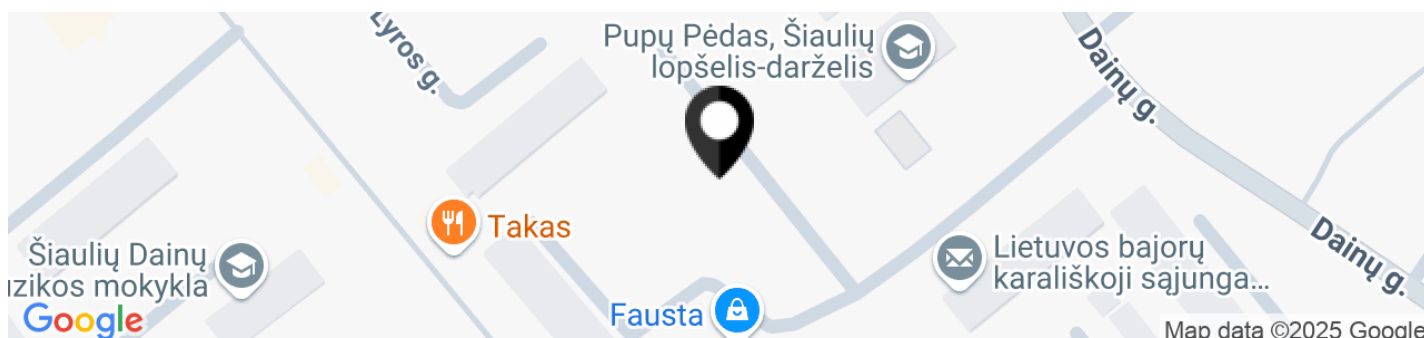 Lyros g.
Pupų Pėdas, Šiaulių
lopšelis-darželis
Dainų g.
Takas
Šiaulių Dainų
uzikos mokykla
Lietuvos bajorų
karališkoji sąjunga...
Dainų g.
Fausta
Google
Map data ©2025 Google